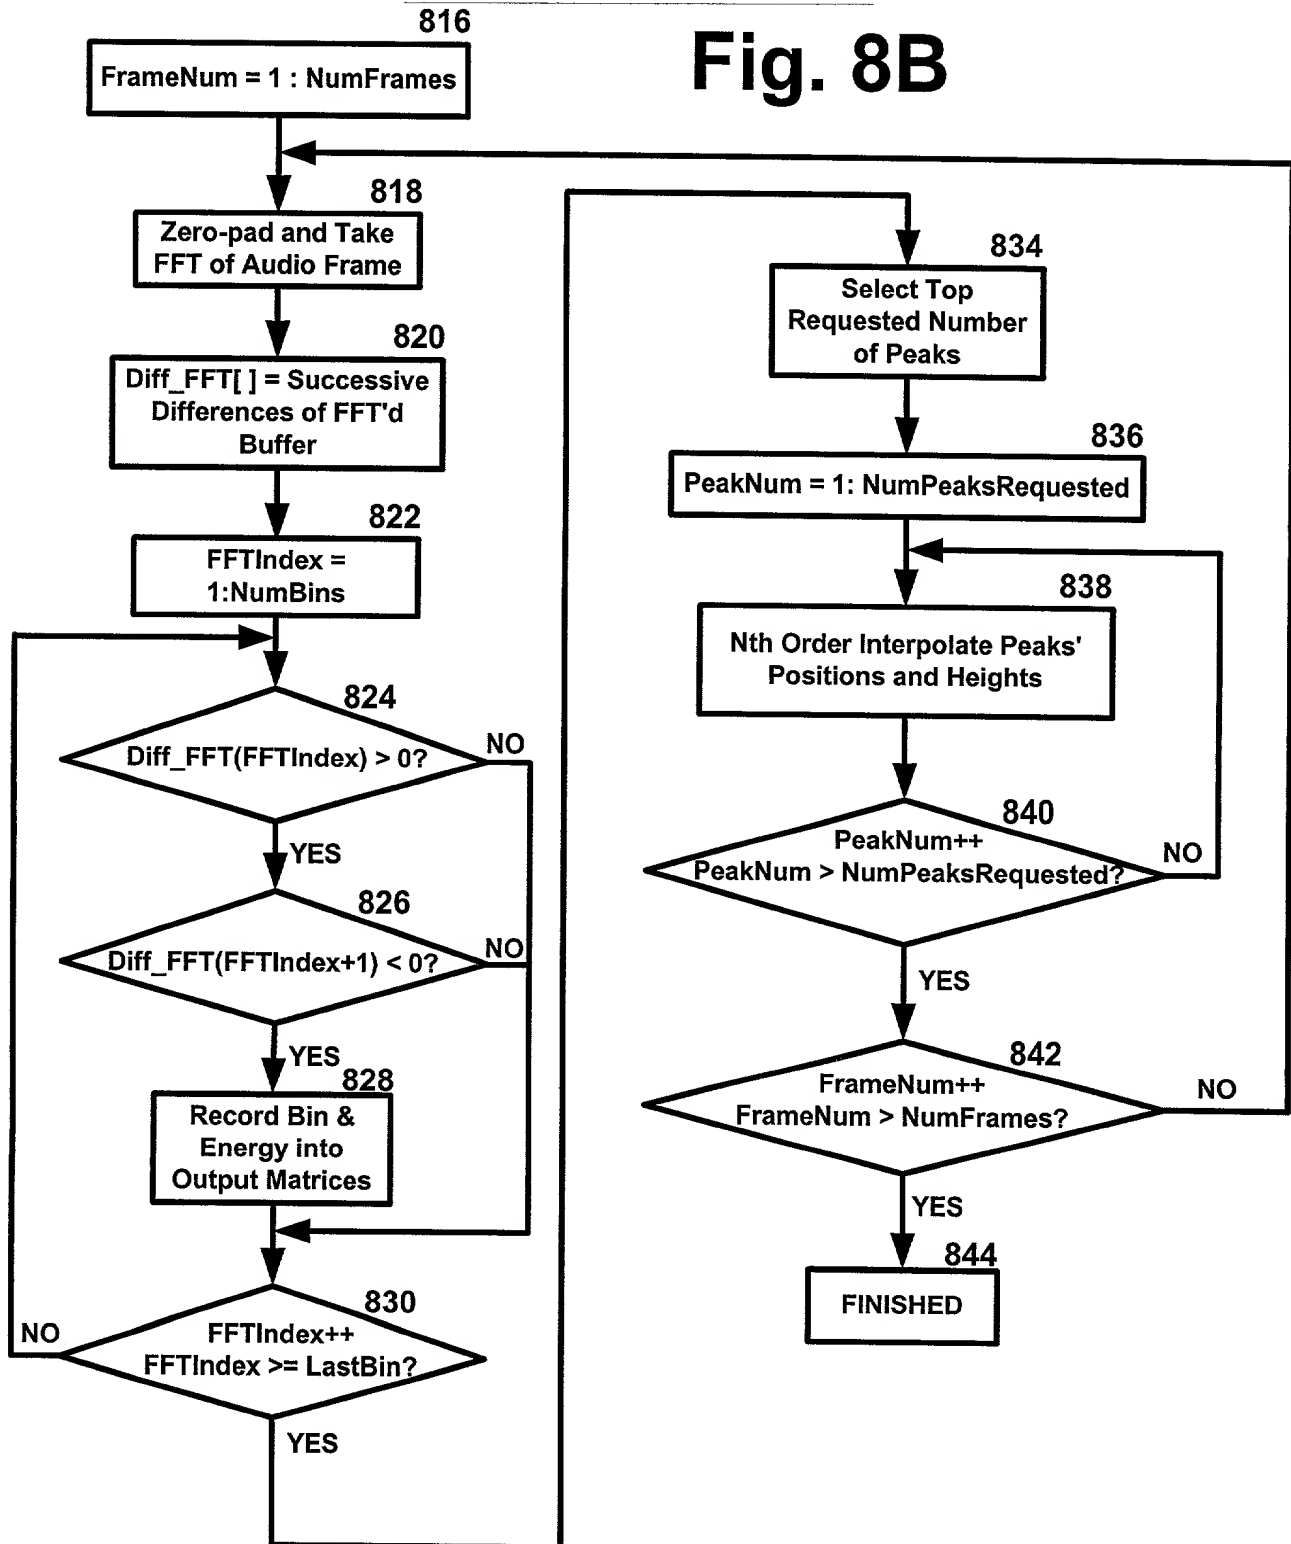 Fig. 8B
816
FrameNum = 1 : NumFrames
818
Zero-pad and Take
FFT of Audio Frame
820
Diff_FFT[ ] = Successive
Differences of FFT'd
Buffer
822
FFTIndex =
1:NumBins
824
Diff_FFT(FFTIndex) > 0?
NO
YES
826
Diff_FFT(FFTIndex+1) < 0?
NO
YES
828
Record Bin &
Energy into
Output Matrices
830
FFTIndex++
FFTIndex >= LastBin?
NO
YES
834
Select Top
Requested Number
of Peaks
836
PeakNum = 1: NumPeaksRequested
838
Nth Order Interpolate Peaks'
Positions and Heights
840
PeakNum++
PeakNum > NumPeaksRequested?
NO
YES
842
FrameNum++
FrameNum > NumFrames?
NO
YES
844
FINISHED